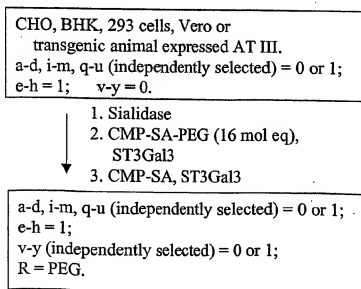 CHO, BHK, 293 cells, Vero or
transgenic animal expressed AT III.
a-d, i-m, q-u (independently selected) = 0 or 1;
e-h = 1; v-y = 0.
1. Sialidase
2. CMP-SA-PEG (16 mol eq),
ST3Gal3
3. CMP-SA, ST3Gal3
a-d, i-m, q-u (independently selected) = 0 or 1;
e-h = 1;
v-y (independently selected) = 0 or 1;
R = PEG.